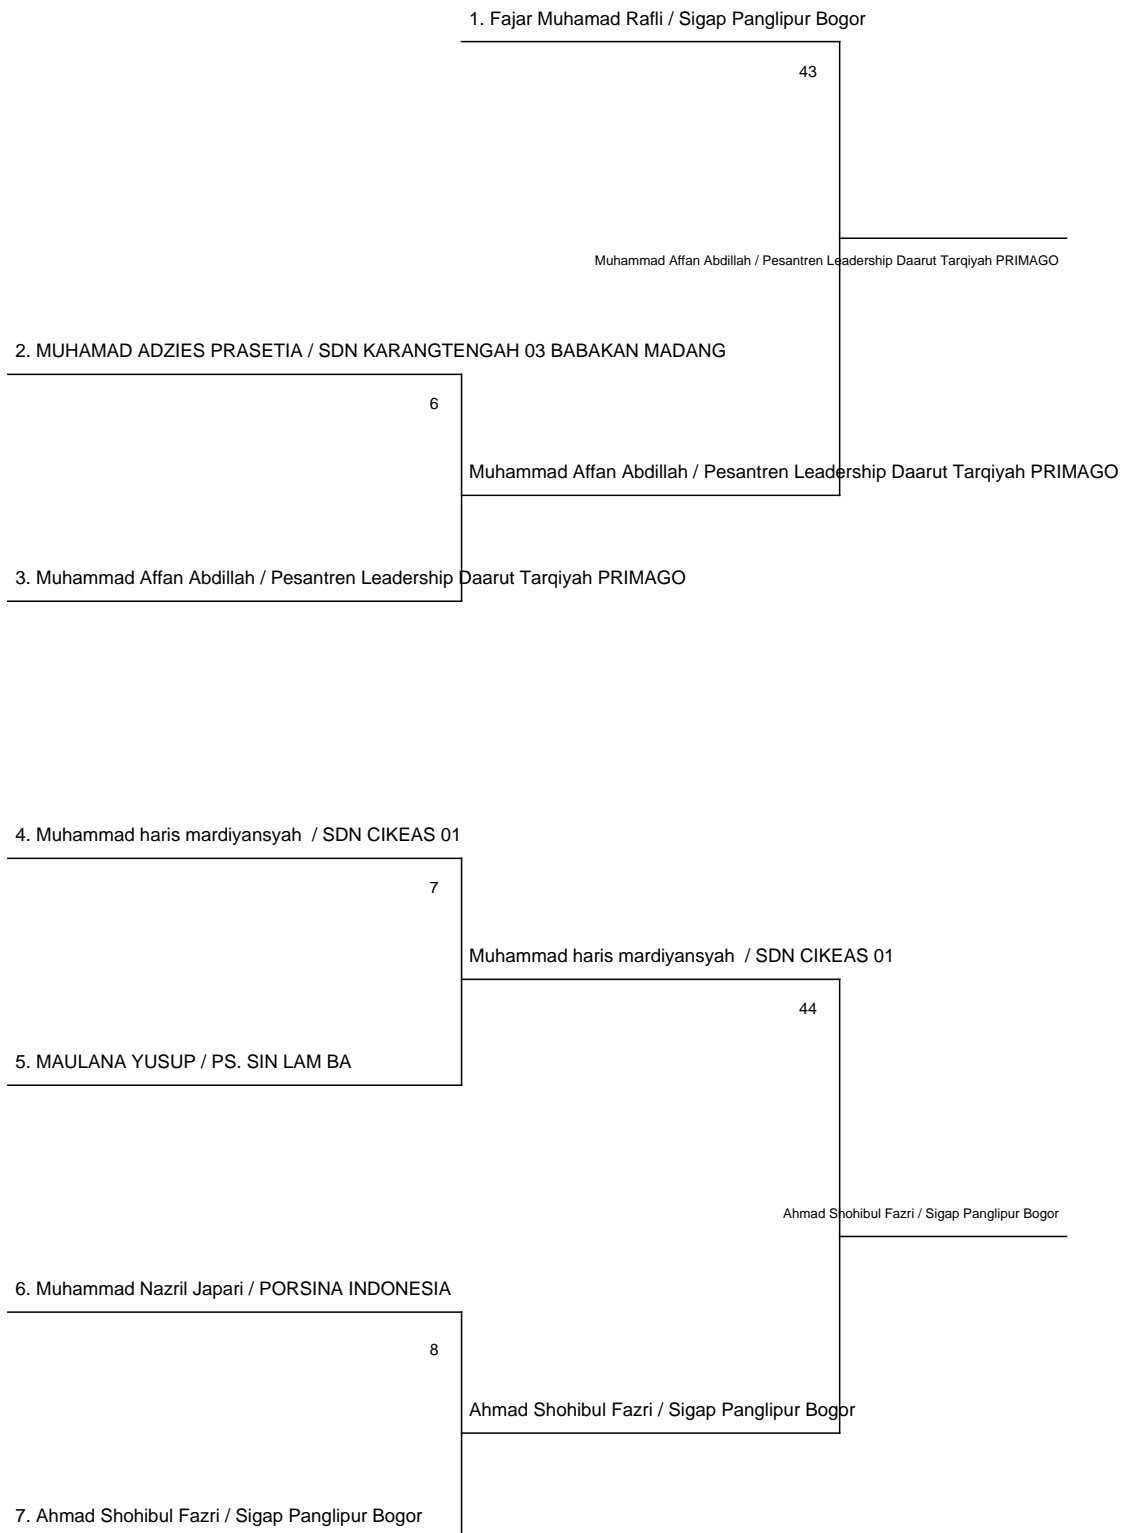 1. Fajar Muhamad Rafli / Sigap Panglipur Bogor
43
Muhammad Affan Abdillah / Pesantren Leadership Daarut Tarqiyah PRIMAGO
2. MUHAMAD ADZIES PRASETIA / SDN KARANGTENGAH 03 BABAKAN MADANG
6
Muhammad Affan Abdillah / Pesantren Leadership Daarut Tarqiyah PRIMAGO
3. Muhammad Affan Abdillah / Pesantren Leadership Daarut Tarqiyah PRIMAGO
4. Muhammad haris mardiyansyah  / SDN CIKEAS 01
7
Muhammad haris mardiyansyah  / SDN CIKEAS 01
44
5. MAULANA YUSUP / PS. SIN LAM BA
Ahmad Shohibul Fazri / Sigap Panglipur Bogor
6. Muhammad Nazril Japari / PORSINA INDONESIA
8
Ahmad Shohibul Fazri / Sigap Panglipur Bogor
7. Ahmad Shohibul Fazri / Sigap Panglipur Bogor